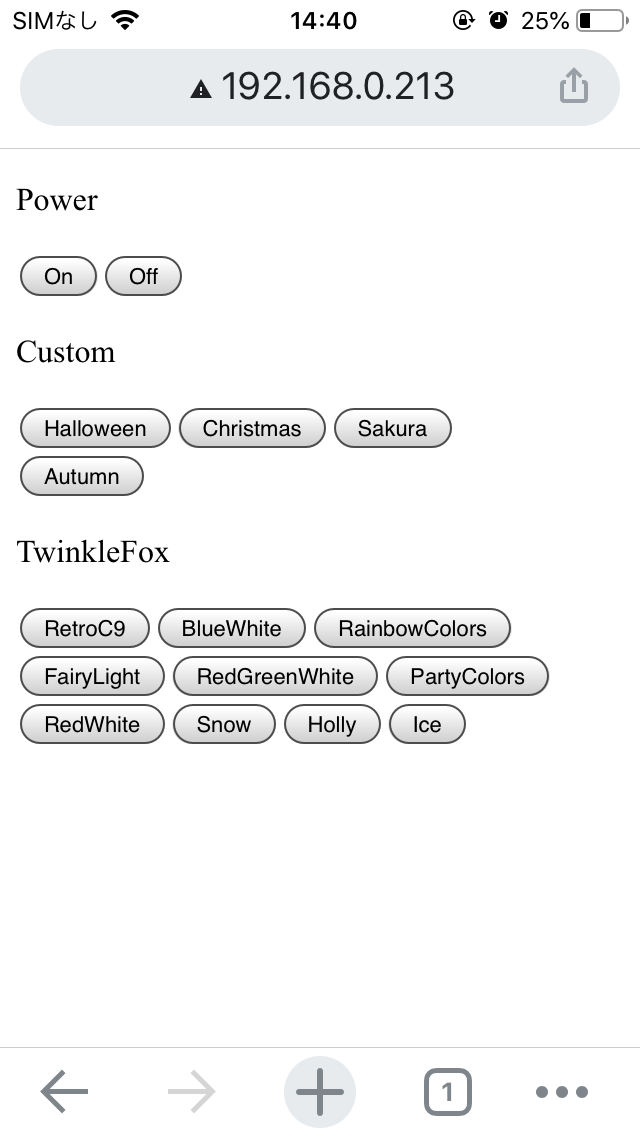 SIMなし 14:40 25%
192.168.0.213
Power
On Off
Custom
Halloween Christmas Sakura
Autumn
TwinkleFox
RetroC9 BlueWhite RainbowColors
FairyLight RedGreenWhite PartyColors
RedWhite Snow Holly Ice
1